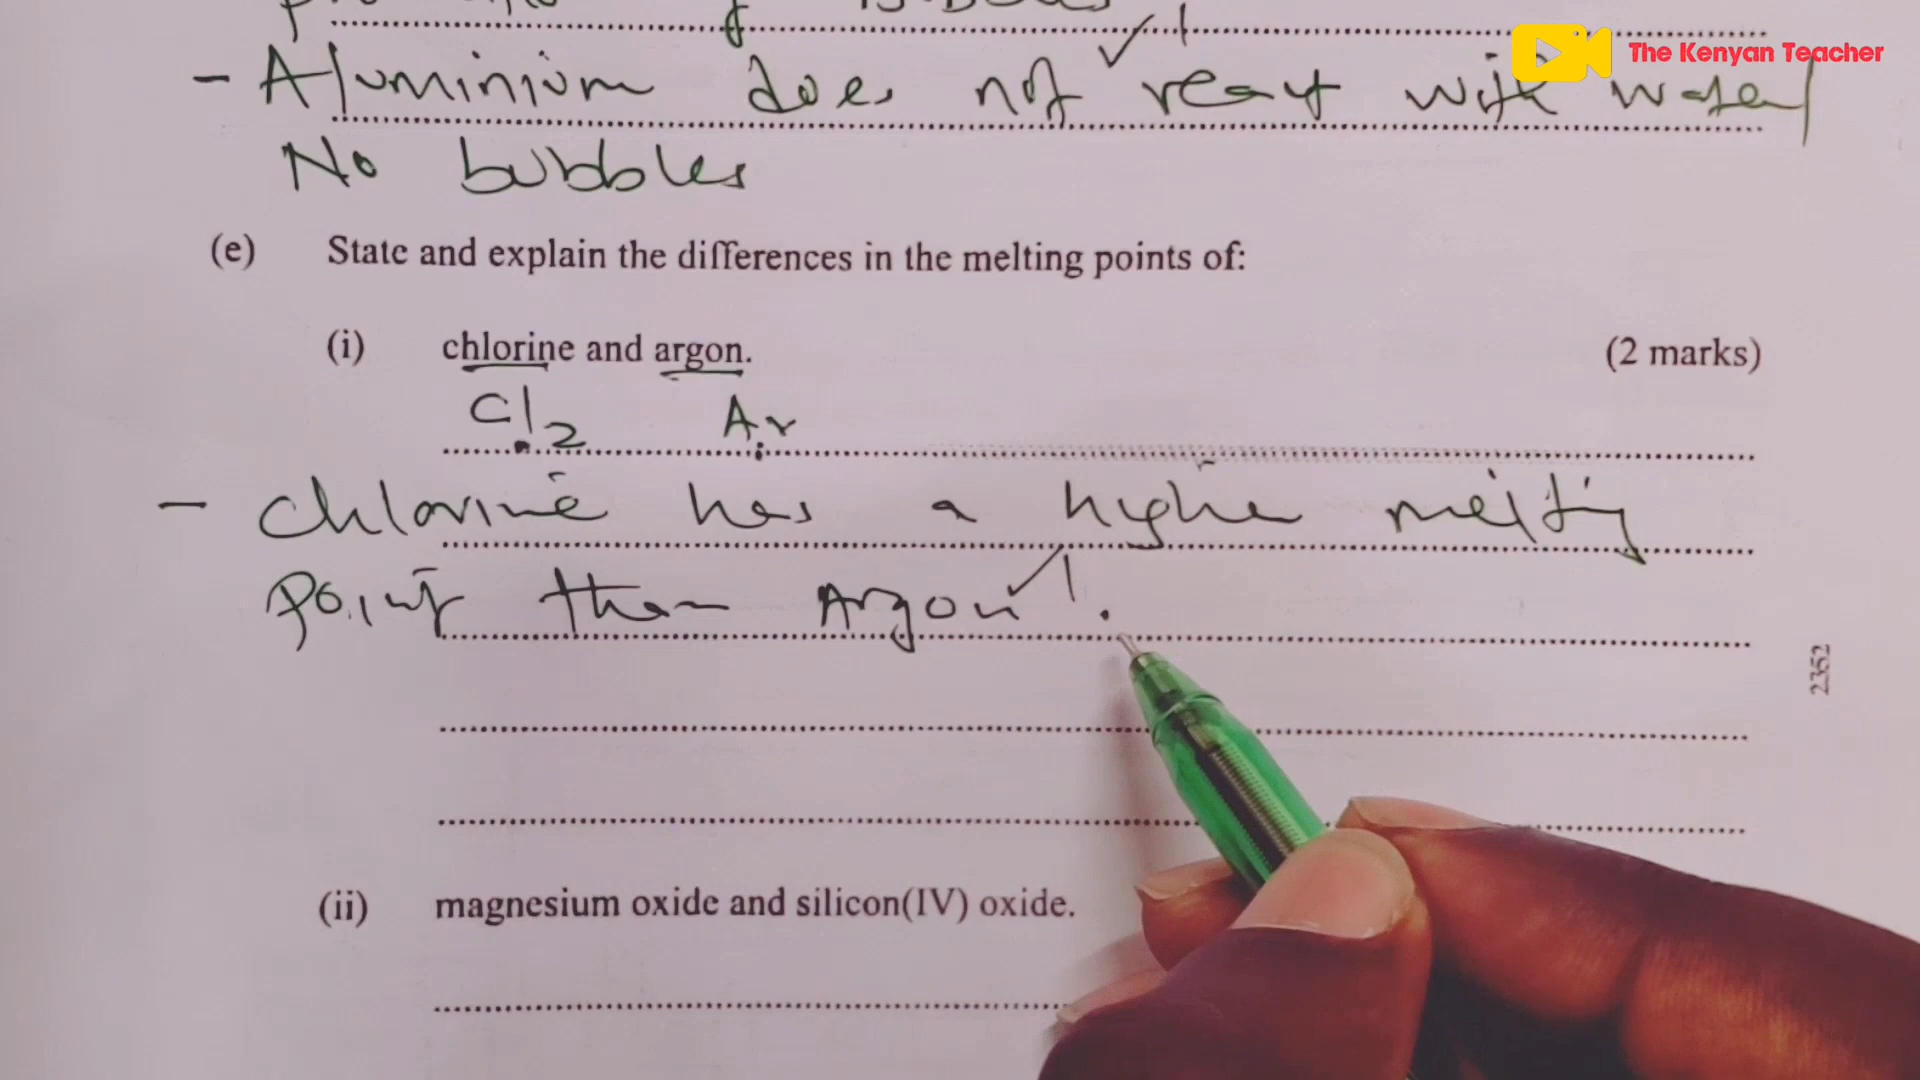 The Kenyan Teacher
- Aluminium does not react with water
No bubbles
(e) State and explain the differences in the melting points of:
(i) chlorine and argon. (2 marks)
Cl2 Ar
- Chlorine has a higher melting
point than Argon ✓1.
2352
(ii) magnesium oxide and silicon(IV) oxide.